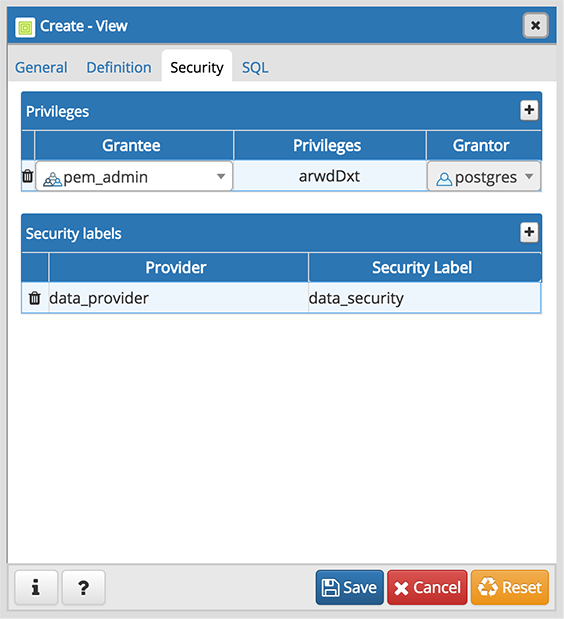 Create - View
General Definition Security SQL
Privileges
Grantee Privileges Grantor
pem_admin arwdDxt postgres
Security labels
Provider Security Label
data_provider data_security
i ? Save Cancel Reset